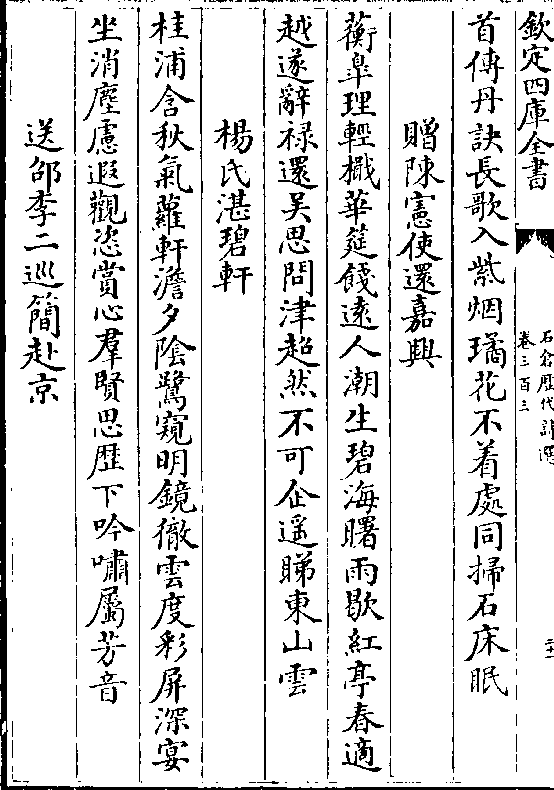 欽定四庫全書
石倉歷代詩選
卷三百三
首傳丹訣長歌入紫烟璚花不着處同掃石床眠
贈陳憲使還嘉興
蘅臯理輕檝華筵餞遠人潮生碧海曙雨歇紅亭春適
越遂辭禄還吳思問津超然不可企遥睇東山雲
楊氏湛碧軒
桂浦含秋氣蘿軒澹夕陰鷺窺明鏡徹雲度彩屏深宴
坐消塵慮遐觀恣賞心羣賢思歴下吟嘯屬芳音
送邵李二巡簡赴京